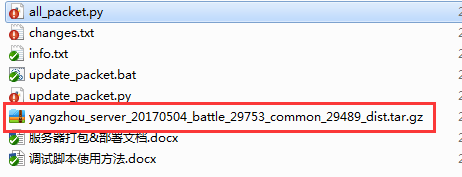 all_packet.py
changes.txt
info.txt
update_packet.bat
update_packet.py
yangzhou_server_20170504_battle_29753_common_29489_dist.tar.gz
服务器打包&部署文档.docx
调试脚本使用方法.docx